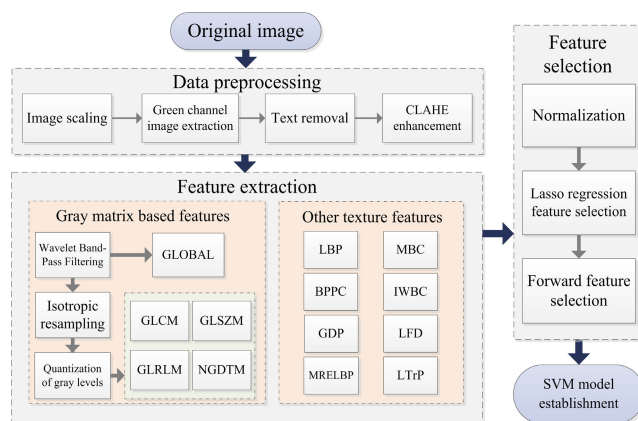 Original image
Data preprocessing
Image scaling
Green channel
image extraction
Text removal
CLAHE
enhancement
Feature extraction
Gray matrix based features
Wavelet Band-
Pass Filtering
GLOBAL
Isotropic
resampling
Quantization
of gray levels
GLCM
GLSZM
GLRLM
NGDTM
Other texture features
LBP
MBC
BPPC
IWBC
GDP
LFD
MRELBP
LTrP
Feature
selection
Normalization
Lasso regression
feature selection
Forward feature
selection
SVM model
establishment